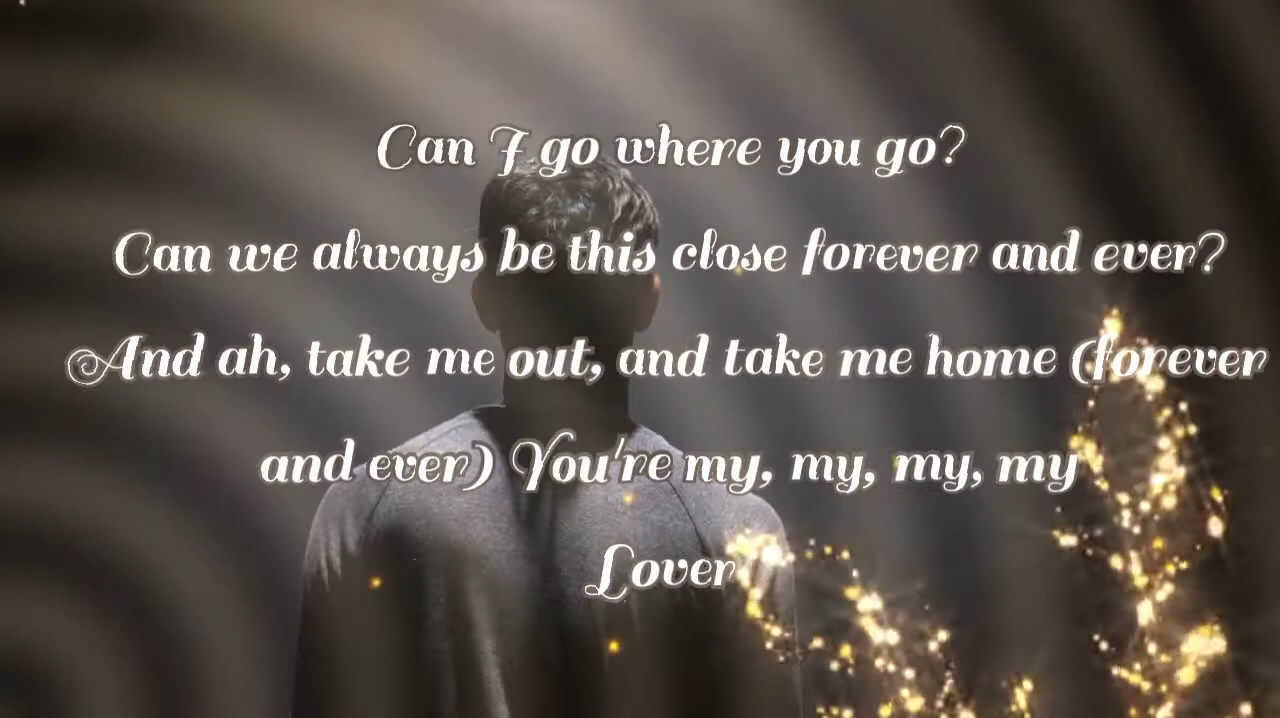 Can I go where you go?
Can we always be this close forever and ever?
And ah, take me out, and take me home (forever
and ever) You're my, my, my, my
Lover